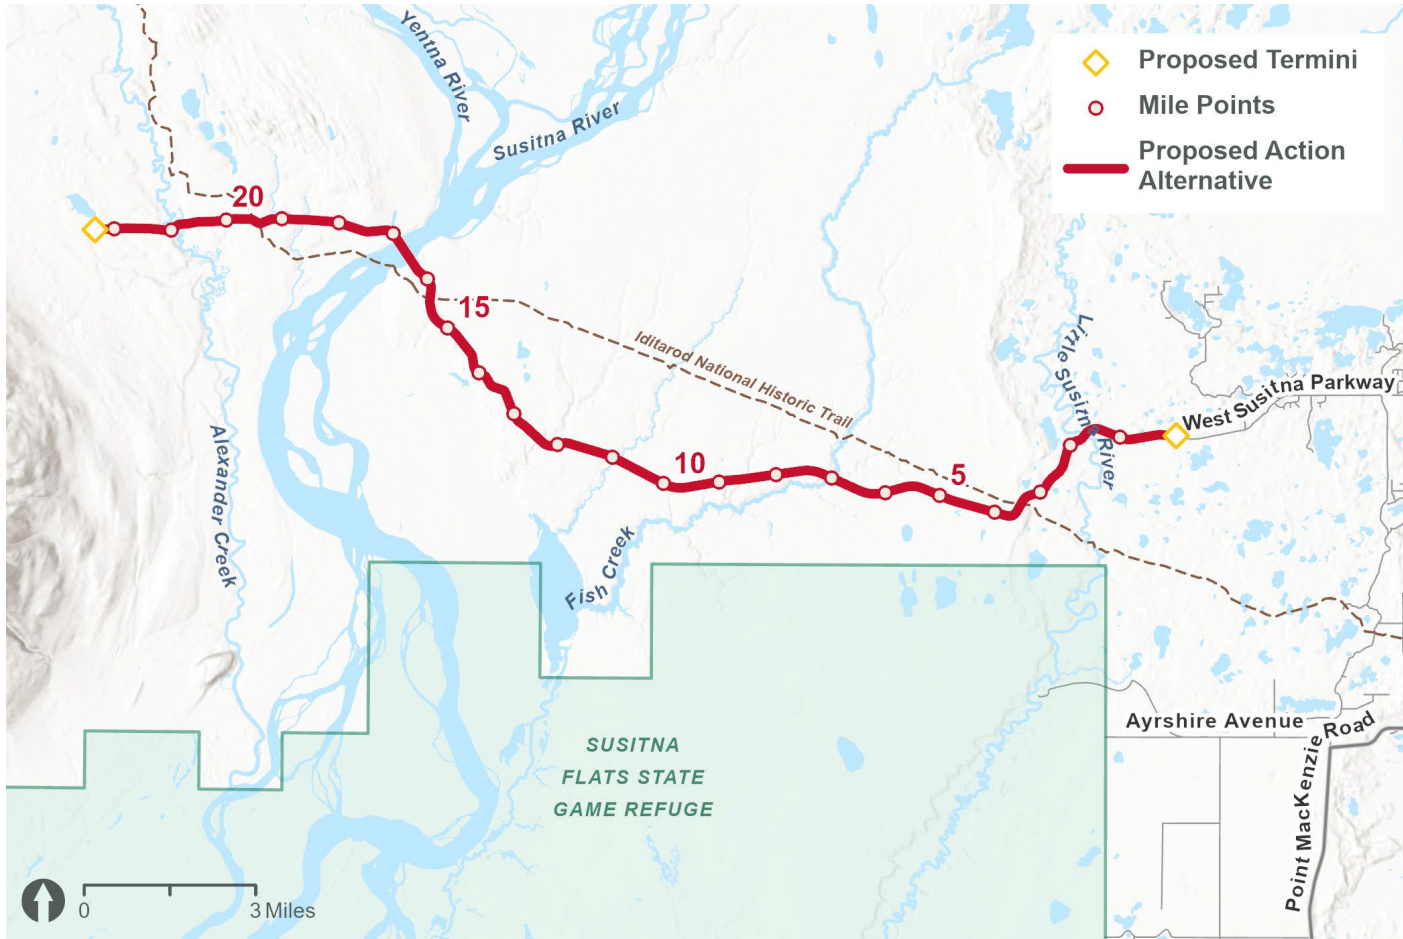 Yentna River
Susitna River
Proposed Termini
Mile Points
Proposed Action
Alternative
20
15
Iditarod National Historic Trail
Little Susitna River
West Susitna Parkway
10
5
Alexander Creek
Fish Creek
SUSITNA
FLATS STATE
GAME REFUGE
Ayrshire Avenue
Point MacKenzie Road
0
3 Miles